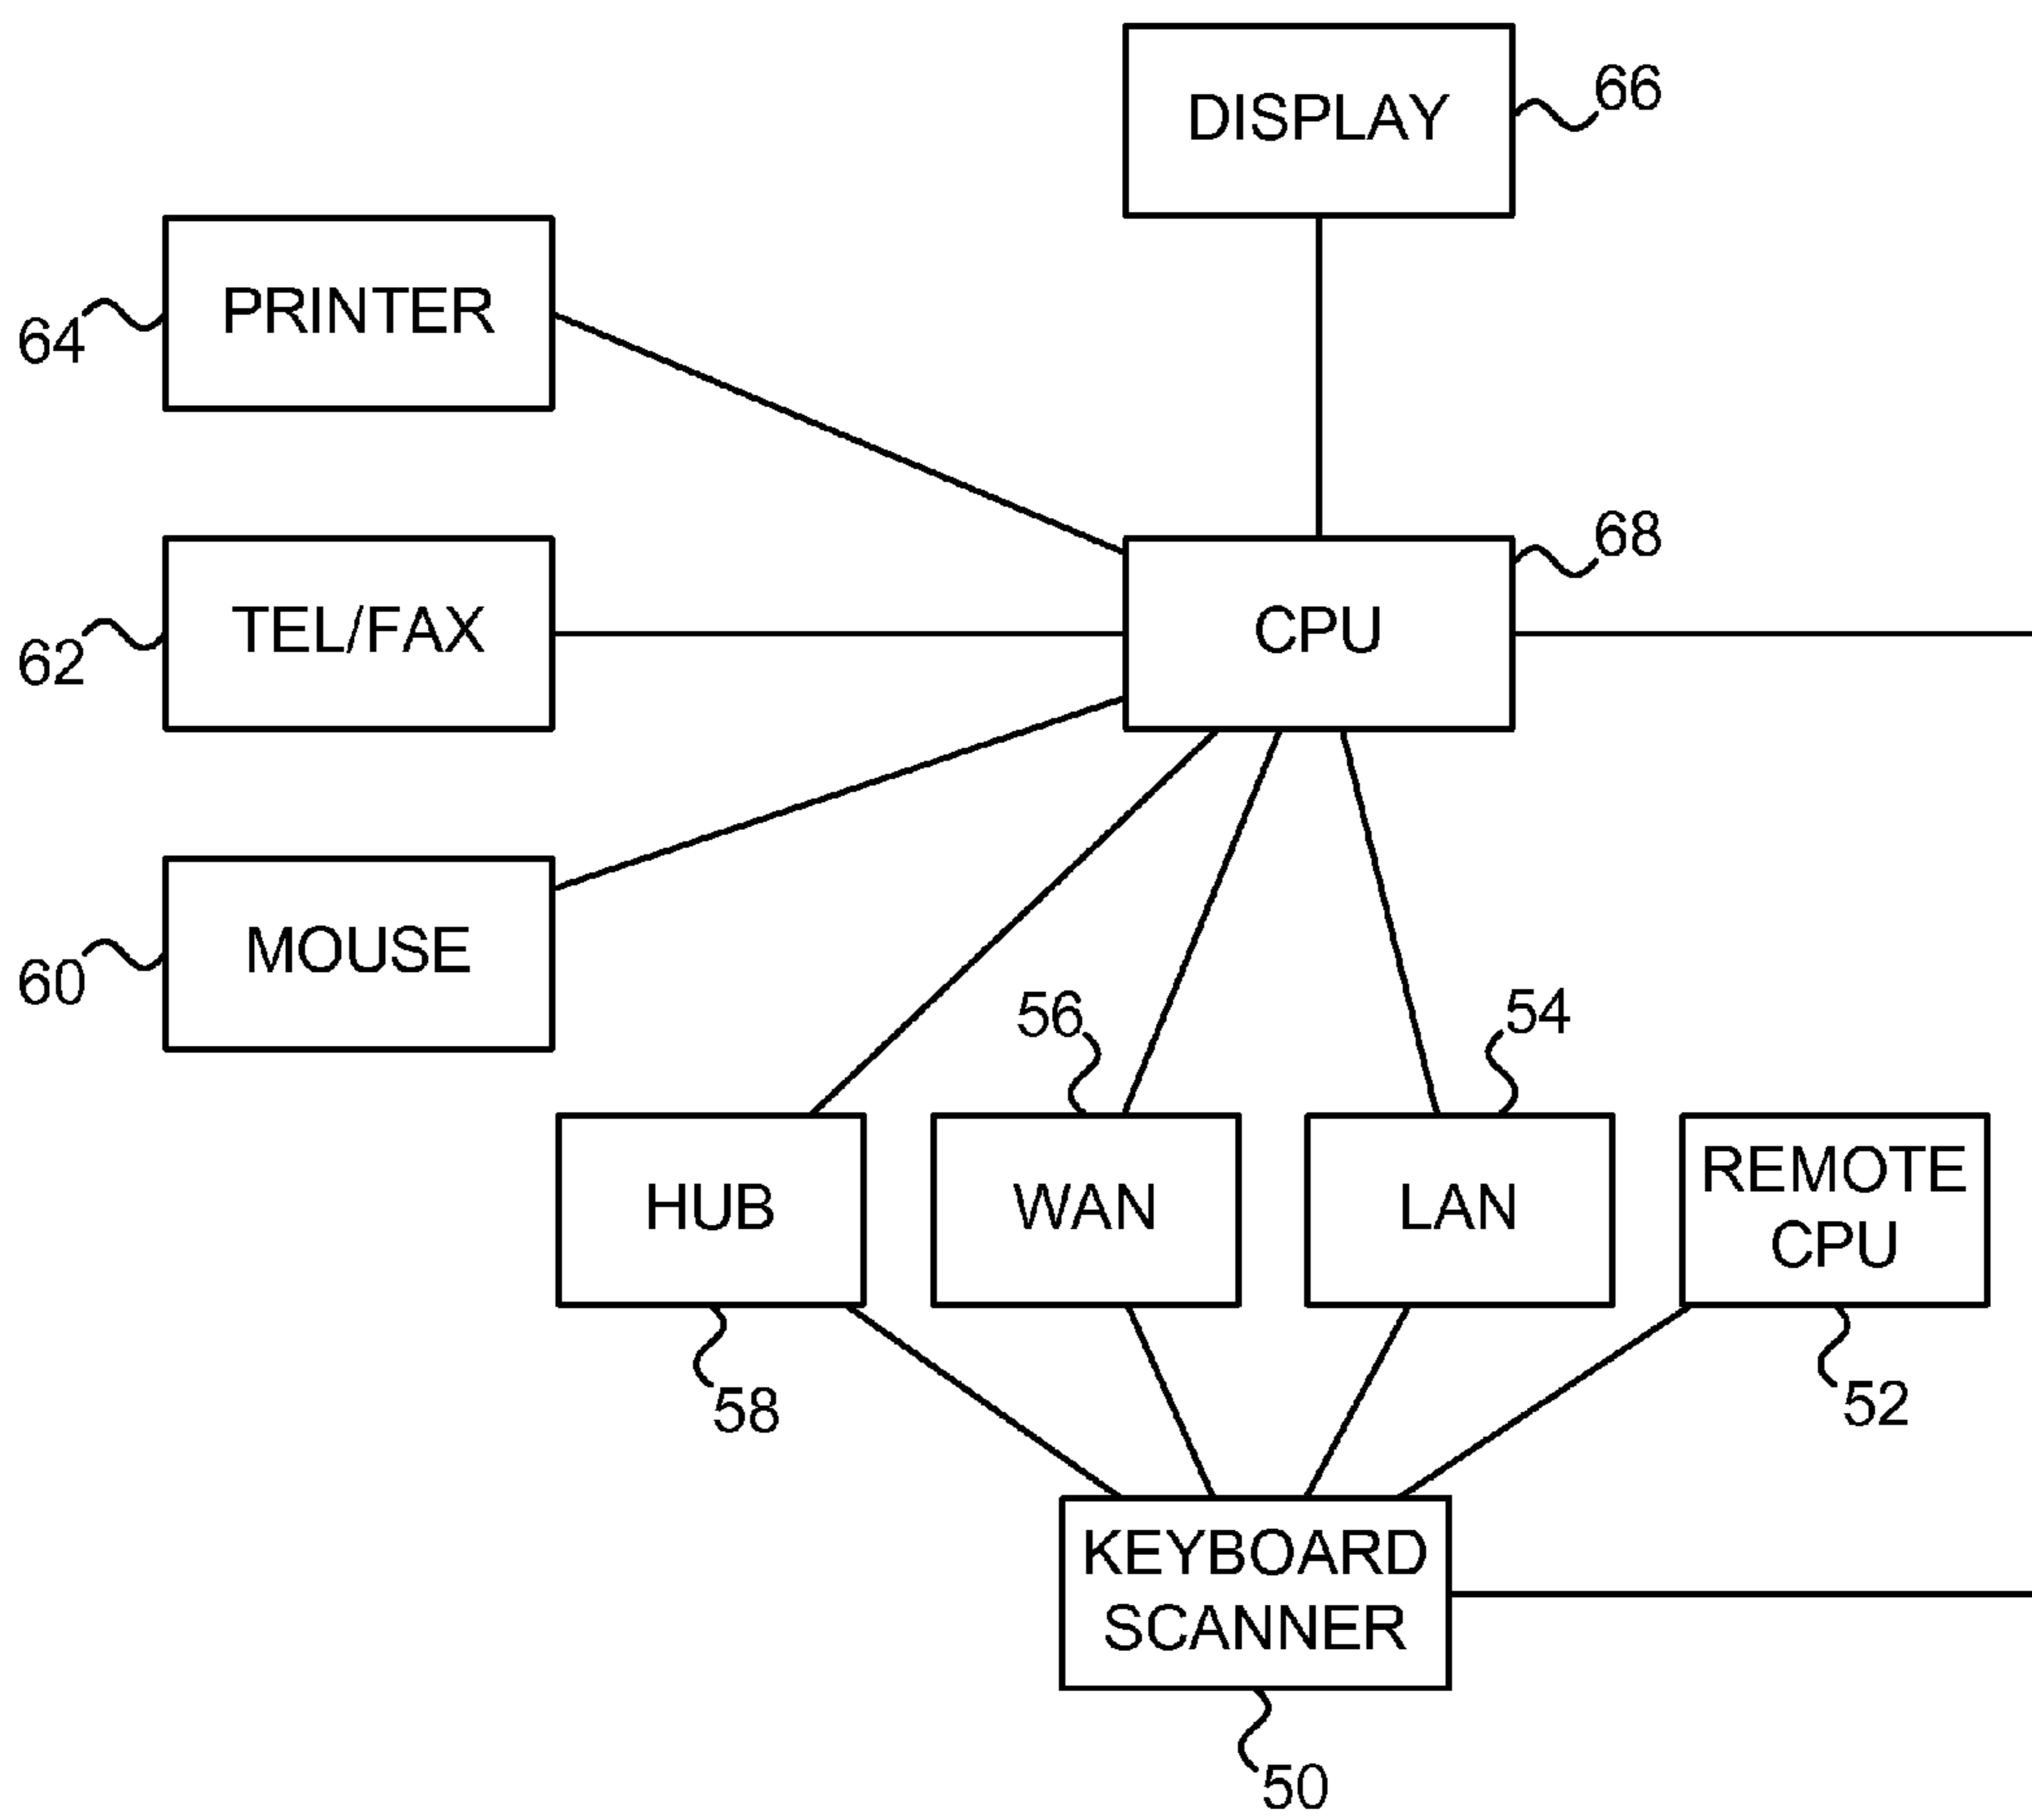 DISPLAY
66
PRINTER
64
68
TEL/FAX
CPU
62
MOUSE
60
56
54
HUB
WAN
LAN
REMOTE
CPU
58
52
KEYBOARD
SCANNER
50